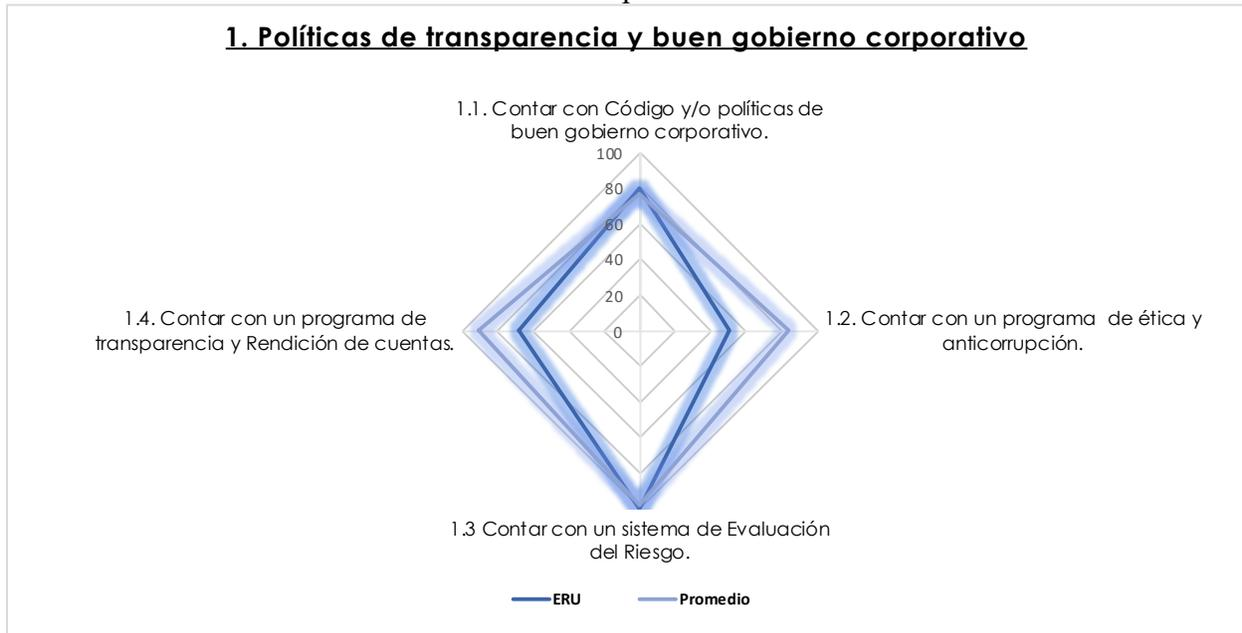 1. Políticas de transparencia y buen gobierno corporativo
1.1. Contar con Código y/o políticas de
buen gobierno corporativo.
100
80
60
40
20
0
1.4. Contar con un programa de
transparencia y Rendición de cuentas.
1.2. Contar con un programa de ética y
anticorrupción.
1.3 Contar con un sistema de Evaluación
del Riesgo.
ERU Promedio